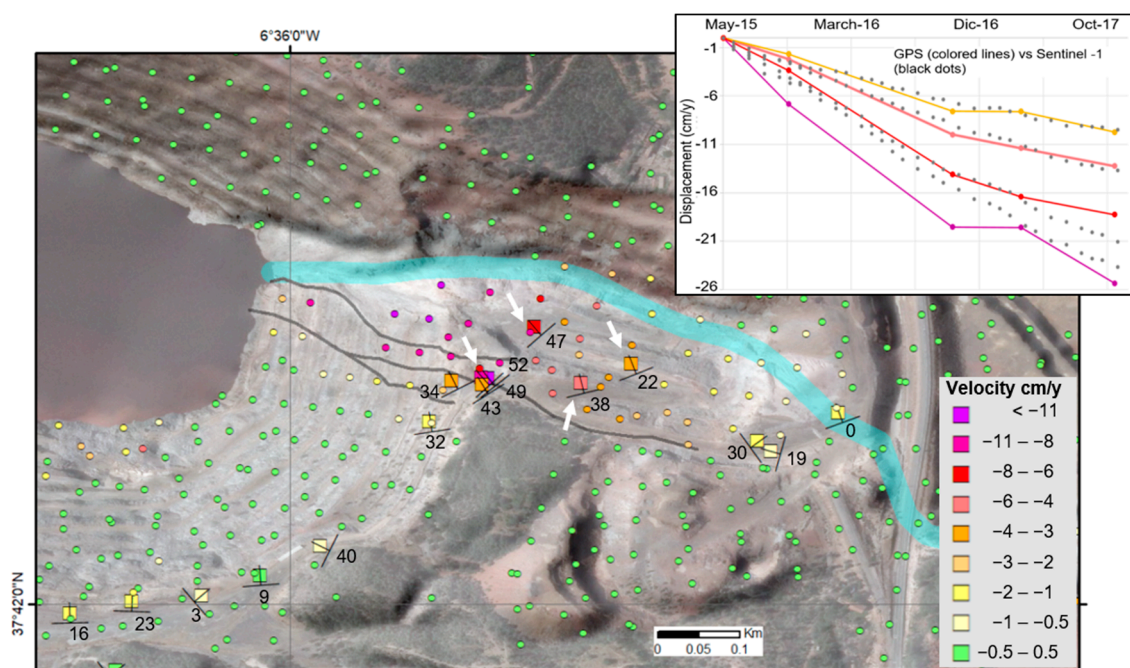 6°36'0"W
May-15 March-16 Dic-16 Oct-17
GPS (colored lines) vs Sentinel -1
(black dots)
Displacement (cm/y)
-1
-6
-11
-16
-21
-26
47
52
22
34
49
38
43
32
0
30
19
40
9
3
23
16
37°42'0"N
Km
0 0.05 0.1
Velocity cm/y
< −11
−11 – −8
−8 – −6
−6 – −4
−4 – −3
−3 – −2
−2 – −1
−1 – −0.5
−0.5 – 0.5